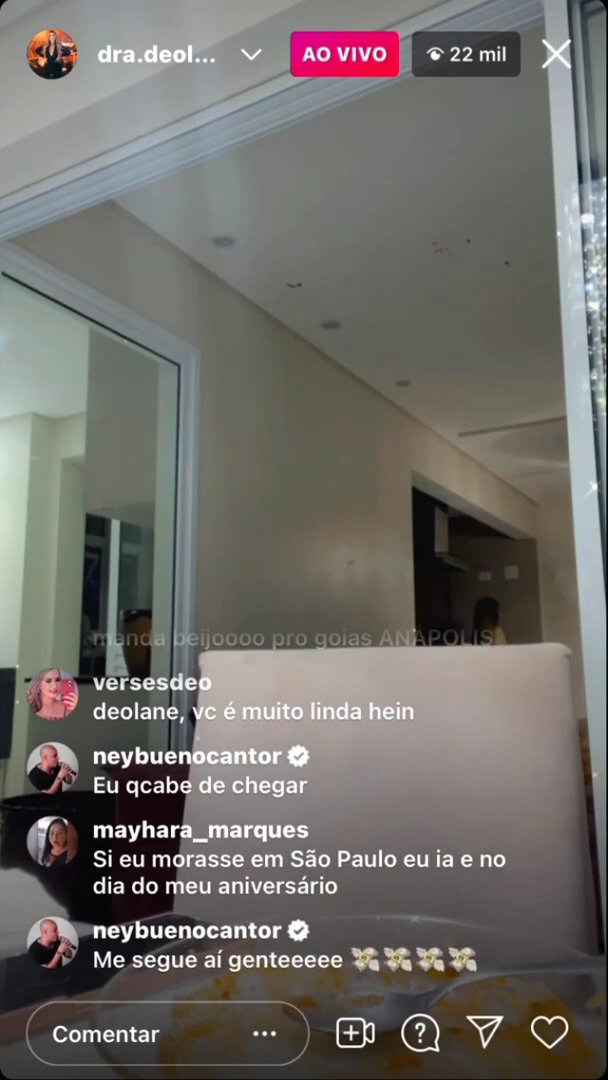 dra.deol...
AO VIVO
22 mil
manda beijoooo pro goias ANAPOLIS
versesdeo
deolane, vc é muito linda hein
neybuenocantor
Eu qcabe de chegar
mayhara_marques
Si eu morasse em São Paulo eu ia e no
dia do meu aniversário
neybuenocantor
Me segue aí genteeeee 💸💸💸💸
Comentar